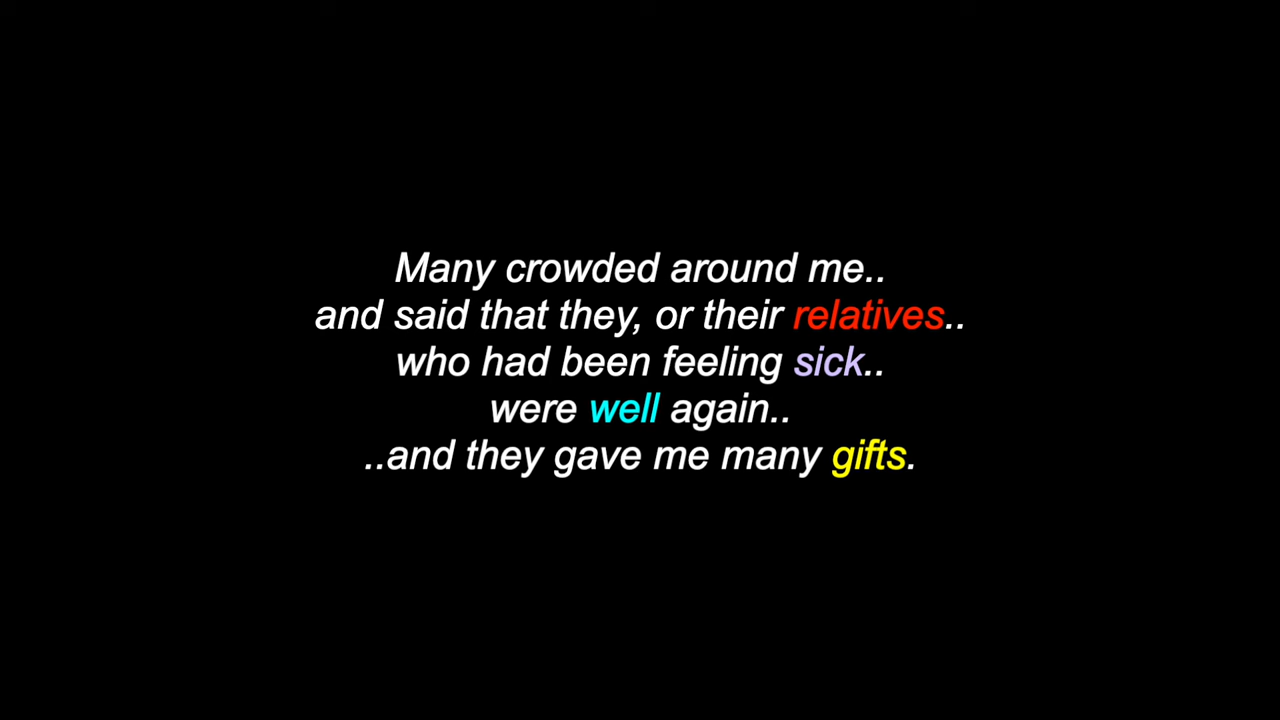 Many crowded around me..
and said that they, or their relatives..
who had been feeling sick..
were well again..
..and they gave me many gifts.